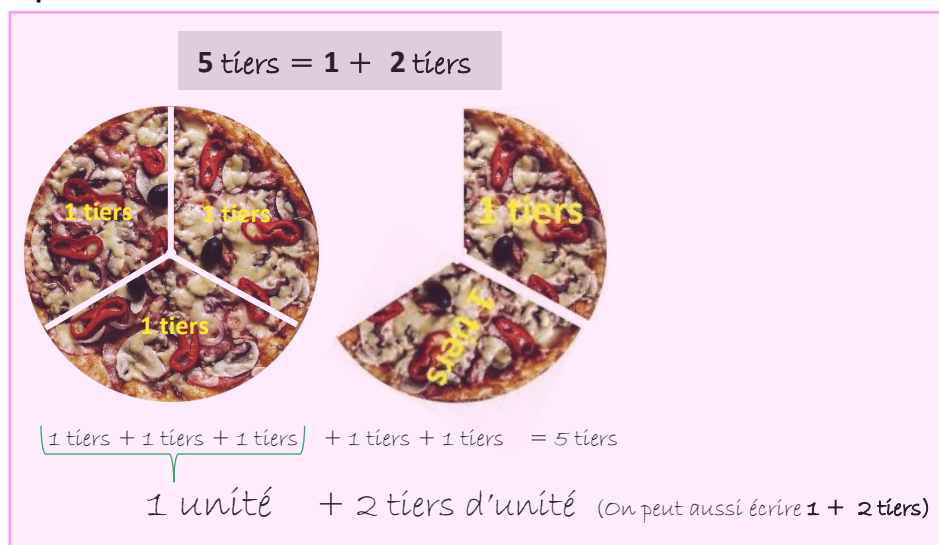 5 tiers = 1 + 2 tiers
1 tiers
1 tiers
1 tiers
1 tiers
1 tiers
1 tiers + 1 tiers + 1 tiers + 1 tiers + 1 tiers = 5 tiers
1 unité + 2 tiers d'unité (On peut aussi écrire 1 + 2 tiers)